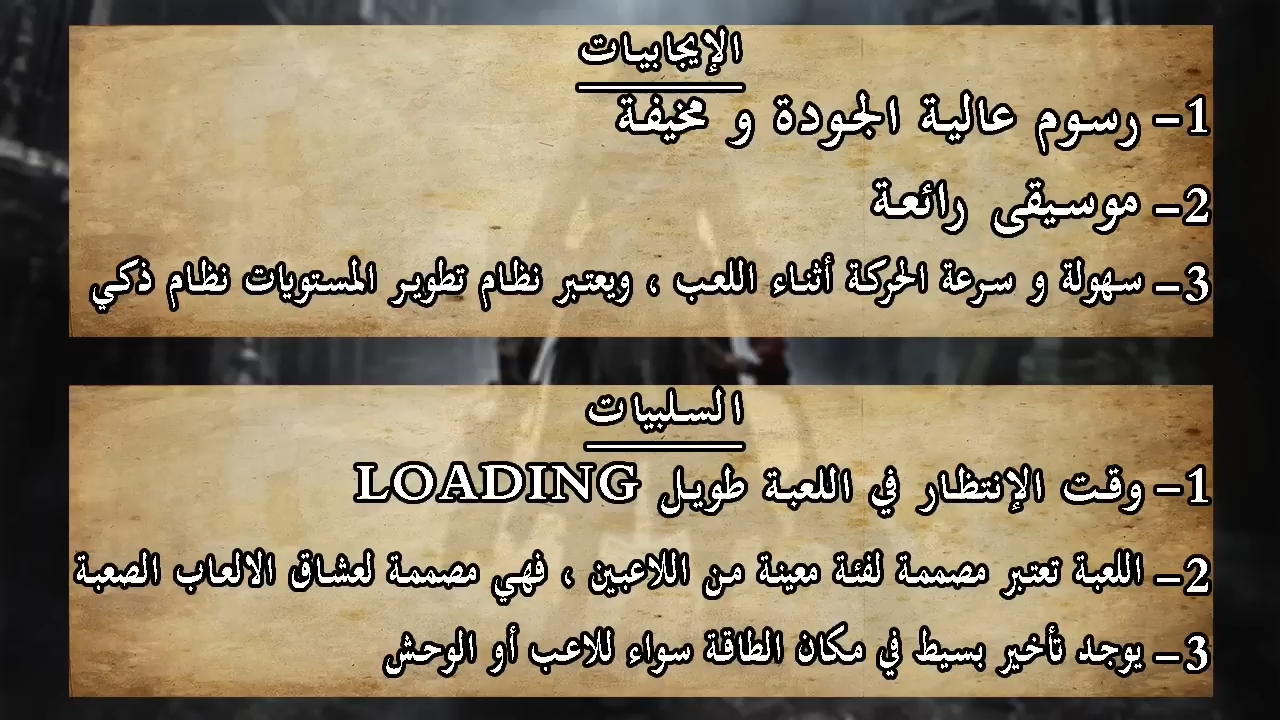 الإيجابيات
1- رسوم عالية الجودة و مخيفة
2- موسيقى رائعة
3- سهولة و سرعة الحركة أثناء اللعب ، ويعتبر نظام تطوير المستويات نظام ذكي
السلبيات
1- وقت الإنتظار في اللعبة طويل LOADING
2- اللعبة تعتبر مصممة لفئة معينة من اللاعبين ، فهي مصممة لعشاق الالعاب الصعبة
3- يوجد تأخير بسيط في مكان الطاقة سواء للاعب أو الوحش